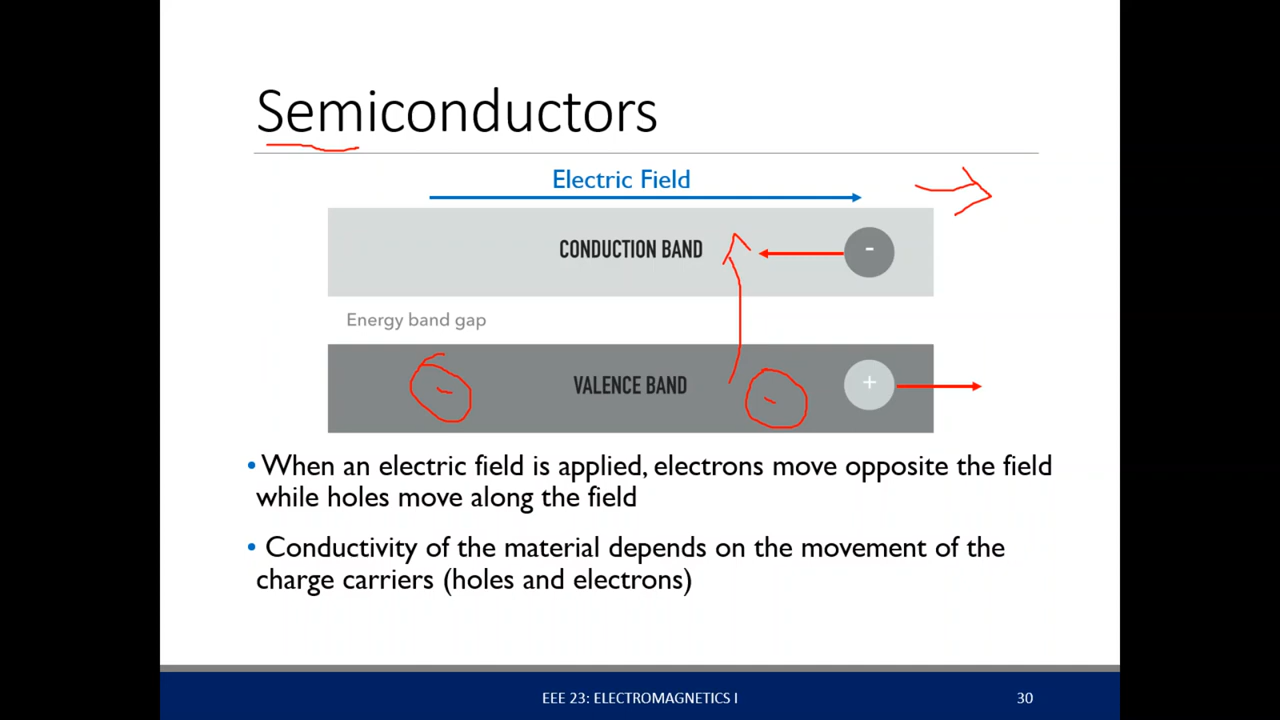 Semiconductors
Electric Field
CONDUCTION BAND
-
Energy band gap
- VALENCE BAND - +
• When an electric field is applied, electrons move opposite the field
while holes move along the field
• Conductivity of the material depends on the movement of the
charge carriers (holes and electrons)
EEE 23: ELECTROMAGNETICS I
30